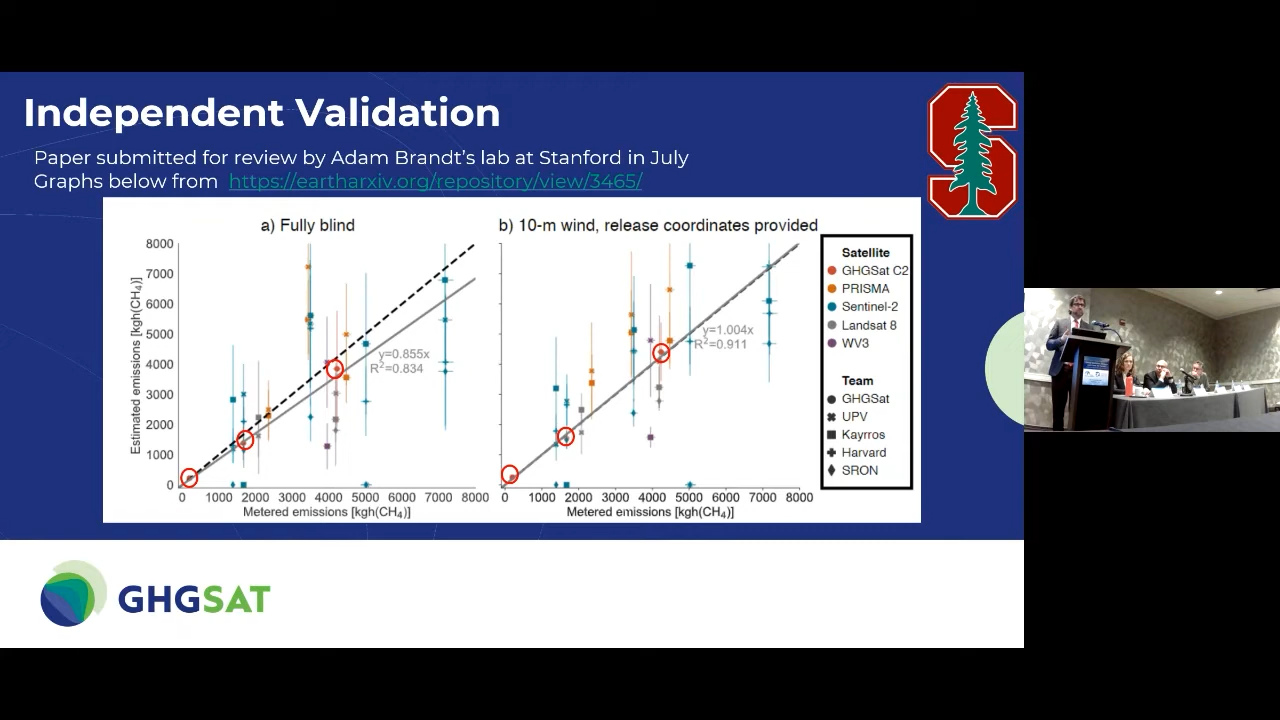 Independent Validation
Paper submitted for review by Adam Brandt's lab at Stanford in July
Graphs below from https://eartharxiv.org/repository/view/3465/
a) Fully blind
b) 10-m wind, release coordinates provided
Estimated emissions [kgh(CH₄)]
8000
7000
6000
5000
4000
3000
2000
1000
0
y=0.855x
R²=0.834
0 1000 2000 3000 4000 5000 6000 7000 8000
Metered emissions [kgh(CH₄)]
y=1.004x
R²=0.911
0 1000 2000 3000 4000 5000 6000 7000 8000
Metered emissions [kgh(CH₄)]
Satellite
GHGSat C2
PRISMA
Sentinel-2
Landsat 8
WV3
Team
GHGSat
UPV
Kayrros
Harvard
SRON
GHGSAT